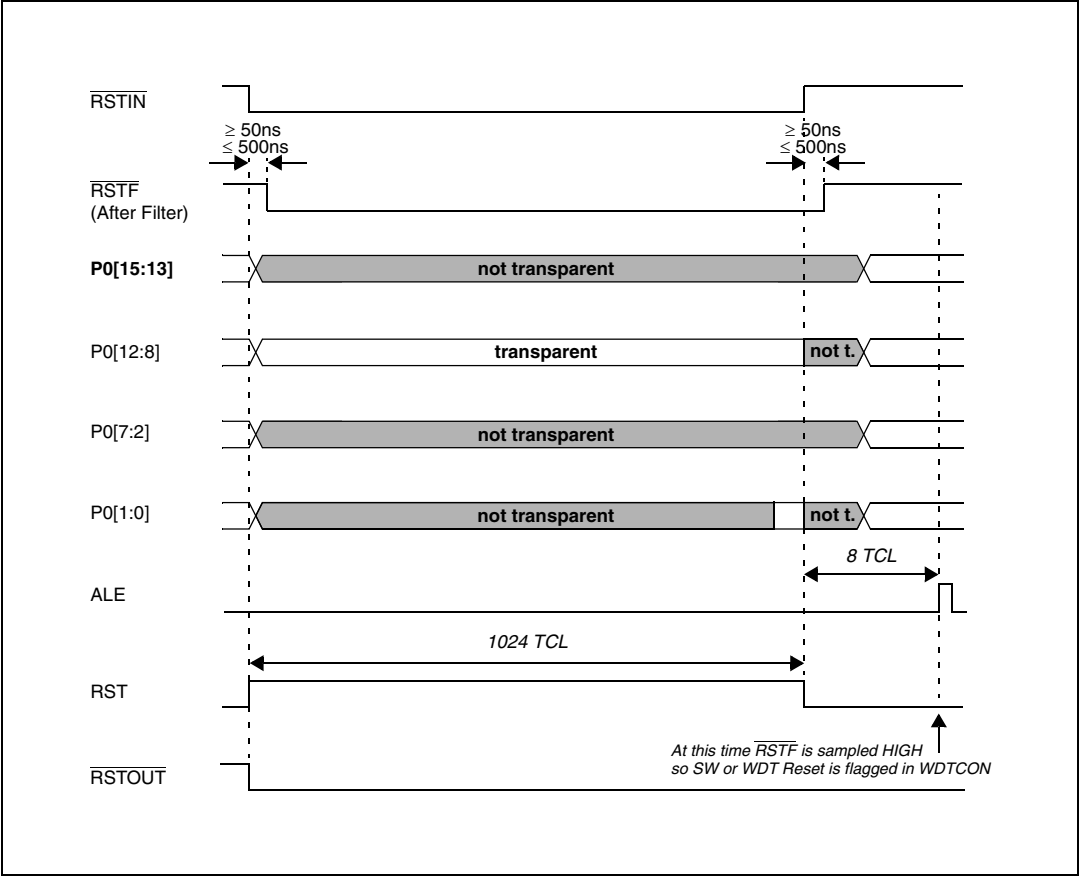 RSTIN
≥ 50ns
≤ 500ns
≥ 50ns
≤ 500ns
RSTF
(After Filter)
P0[15:13]
not transparent
P0[12:8]
transparent
not t.
P0[7:2]
not transparent
P0[1:0]
not transparent
not t.
8 TCL
ALE
1024 TCL
RST
At this time RSTF is sampled HIGH
so SW or WDT Reset is flagged in WDTCON
RSTOUT